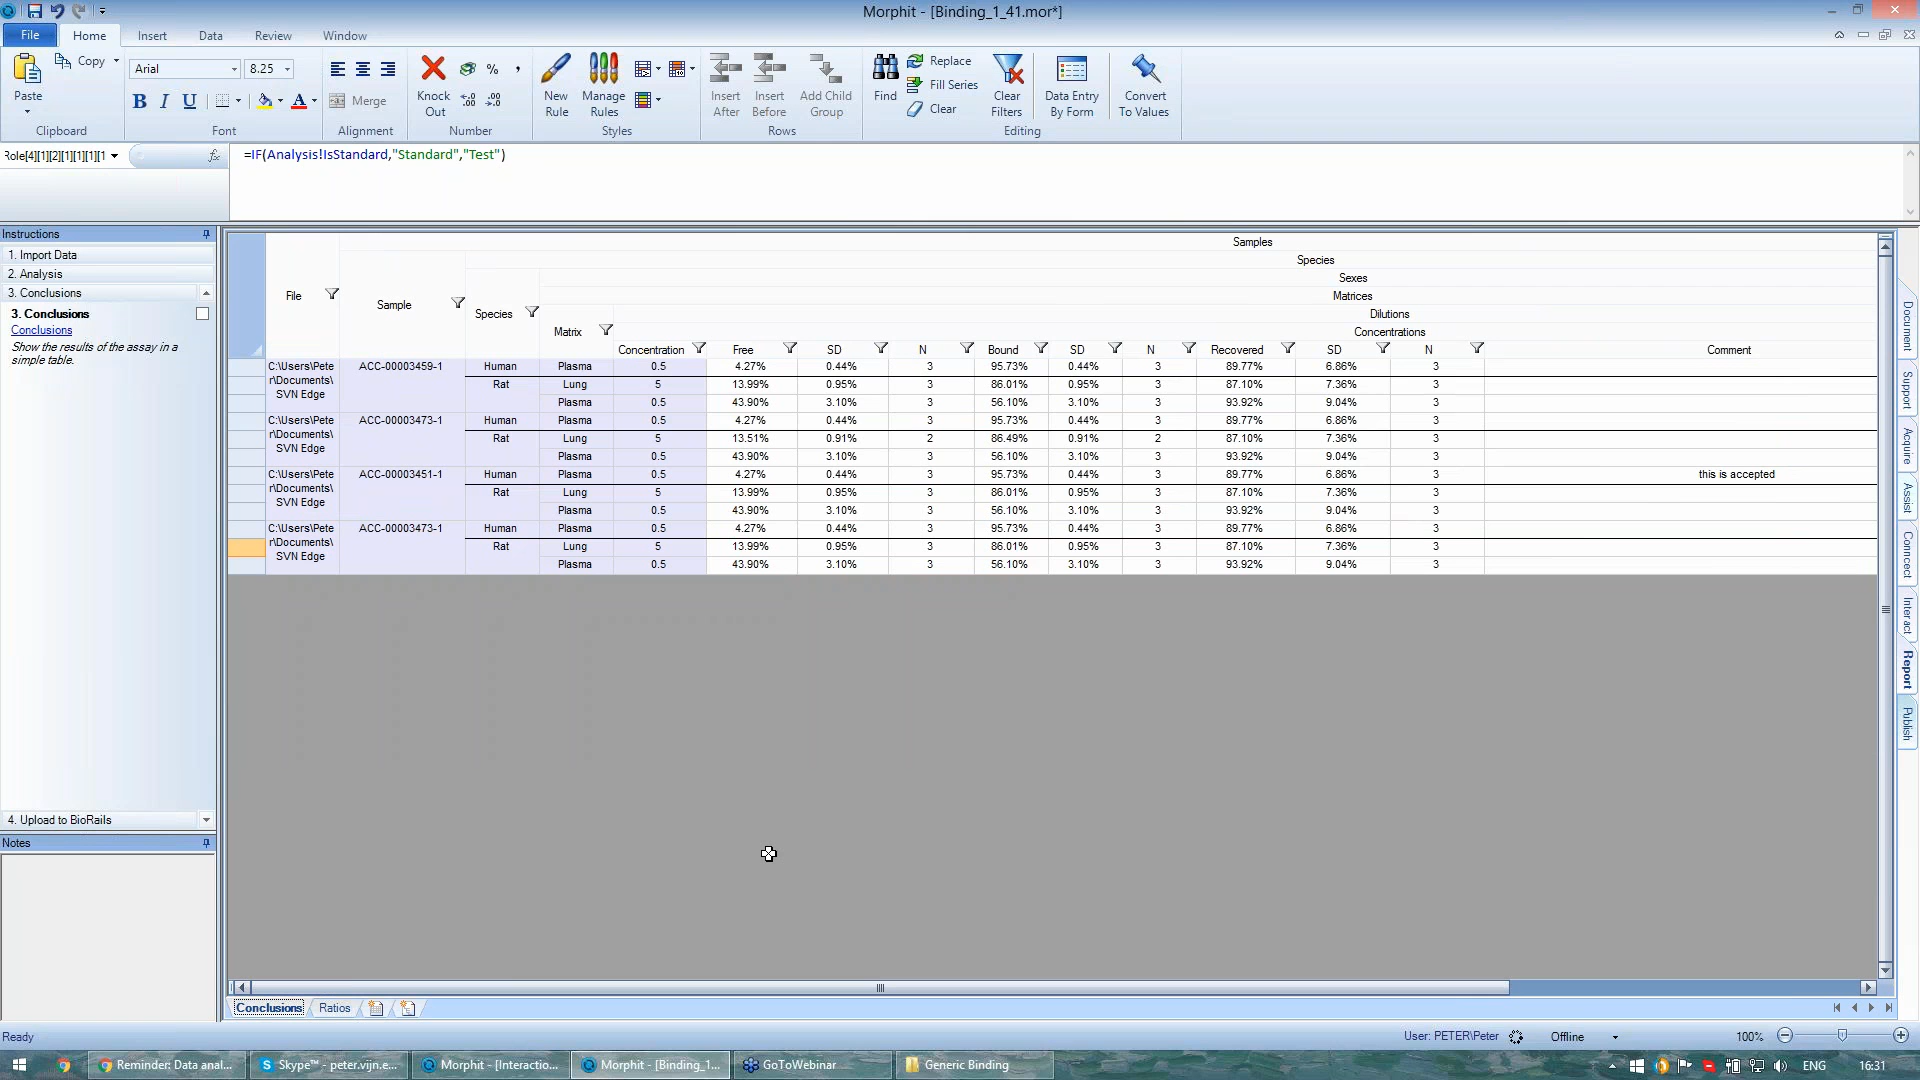 Morphit - [Binding_1_41.mor*]
File Home Insert Data Review Window
Paste
Copy
Clipboard
Arial 8.25
B I U
Font
Merge
Alignment
Knock Out
%
,
Number
New Rule
Manage Rules
Styles
Insert After
Insert Before
Add Child Group
Rows
Find
Replace
Fill Series
Clear
Clear Filters
Data Entry By Form
Editing
Convert To Values
Role[4][1][2][1][1][1][1
=IF(Analysis!IsStandard,"Standard","Test")
Instructions
1. Import Data
2. Analysis
3. Conclusions
3. Conclusions
Conclusions
Show the results of the assay in a
simple table.
4. Upload to BioRails
Notes
Samples
Species
Sexes
Matrices
Dilutions
Concentrations
File Sample Species Matrix Concentration Free SD N Bound SD N Recovered SD N Comment
C:\Users\Pete
r\Documents\
SVN Edge
ACC-00003459-1 Human Plasma 0.5 4.27% 0.44% 3 95.73% 0.44% 3 89.77% 6.86% 3
Rat Lung 5 13.99% 0.95% 3 86.01% 0.95% 3 87.10% 7.36% 3
Plasma 0.5 43.90% 3.10% 3 56.10% 3.10% 3 93.92% 9.04% 3
C:\Users\Pete
r\Documents\
SVN Edge
ACC-00003473-1 Human Plasma 0.5 4.27% 0.44% 3 95.73% 0.44% 3 89.77% 6.86% 3
Rat Lung 5 13.51% 0.91% 2 86.49% 0.91% 2 87.10% 7.36% 3
Plasma 0.5 43.90% 3.10% 3 56.10% 3.10% 3 93.92% 9.04% 3
C:\Users\Pete
r\Documents\
SVN Edge
ACC-00003451-1 Human Plasma 0.5 4.27% 0.44% 3 95.73% 0.44% 3 89.77% 6.86% 3 this is accepted
Rat Lung 5 13.99% 0.95% 3 86.01% 0.95% 3 87.10% 7.36% 3
Plasma 0.5 43.90% 3.10% 3 56.10% 3.10% 3 93.92% 9.04% 3
C:\Users\Pete
r\Documents\
SVN Edge
ACC-00003473-1 Human Plasma 0.5 4.27% 0.44% 3 95.73% 0.44% 3 89.77% 6.86% 3
Rat Lung 5 13.99% 0.95% 3 86.01% 0.95% 3 87.10% 7.36% 3
Plasma 0.5 43.90% 3.10% 3 56.10% 3.10% 3 93.92% 9.04% 3
Document
Support
Acquire
Assist
Connect
Interact
Report
Publish
Conclusions Ratios
Ready
User: PETER\Peter Offline 100%
Reminder: Data anal...
Skype™ - peter.vijn.e...
Morphit - [Interactio...
Morphit - [Binding_1...
GoToWebinar
Generic Binding
ENG
16:31